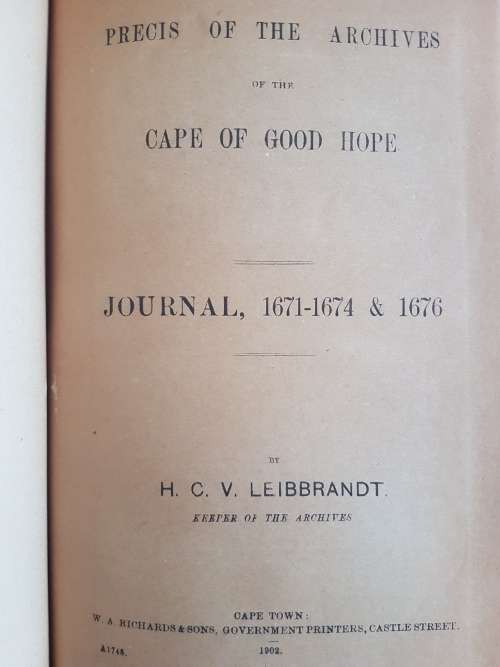 PRECIS OF THE ARCHIVES
OF THE
CAPE OF GOOD HOPE
JOURNAL, 1671-1674 & 1676
BY
H. C. V. LEIBBRANDT.
KEEPER OF THE ARCHIVES
CAPE TOWN:
W. A. RICHARDS & SONS, GOVERNMENT PRINTERS, CASTLE STREET.
A1748.
1902.